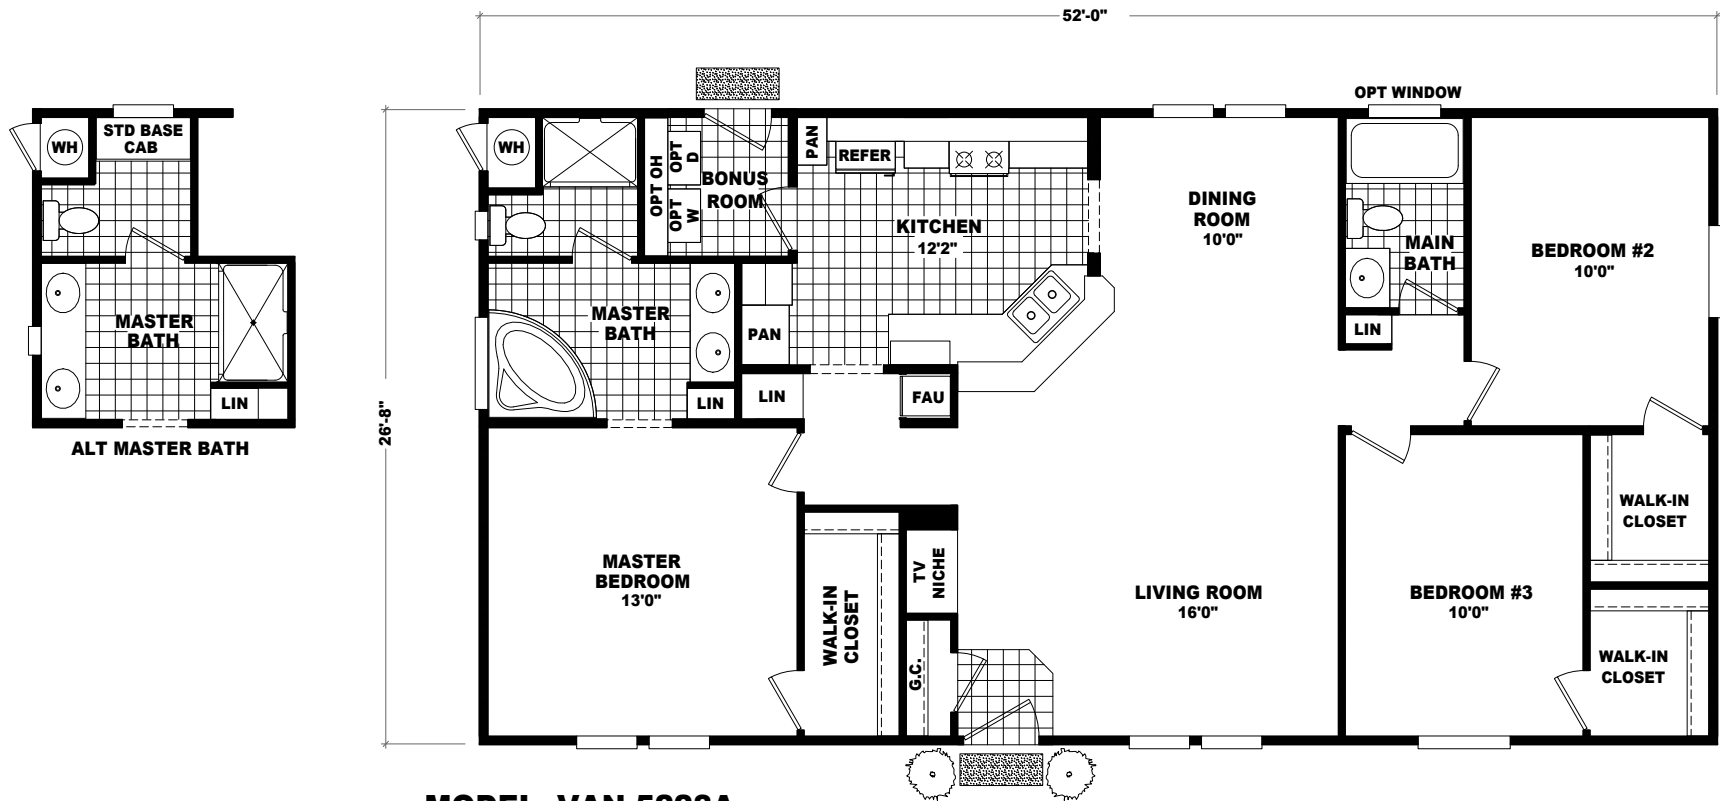 52'-0"
OPT WINDOW
STD BASE
CAB
WH
MASTER
BATH
LIN
ALT MASTER BATH
26'-8"
WH
OPT OH
OPT
D
OPT
W
BONUS
ROOM
PAN
REFER
KITCHEN
12'2"
DINING
ROOM
10'0"
MAIN
BATH
BEDROOM #2
10'0"
MASTER
BATH
PAN
LIN
LIN
LIN
FAU
WALK-IN
CLOSET
MASTER
BEDROOM
13'0"
WALK-IN
CLOSET
TV
NICHE
G.C.
LIVING ROOM
16'0"
BEDROOM #3
10'0"
WALK-IN
CLOSET